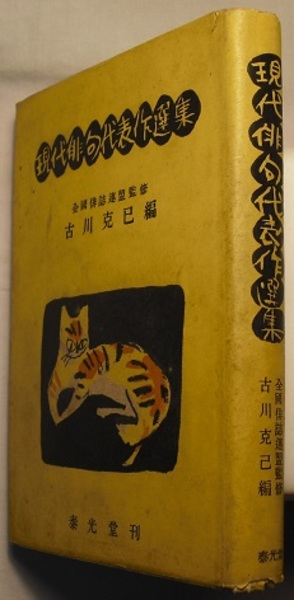 現代俳句代表作選集
全國俳誌連盟監修
古川克巳編
泰光堂刊
現代俳句代表作選集
全國俳誌連盟監修
古川克己編
泰光堂